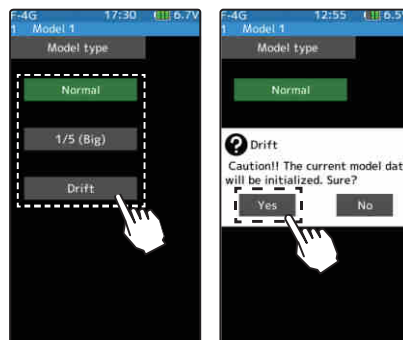 F-4G 17:30 6.7V
1 Model 1
Model type
Normal
1/5 (Big)
Drift
F-4G 12:55 6.5V
1 Model 1
Model type
Normal
? Drift
Caution!! The current model dat
will be initialized. Sure?
Yes No